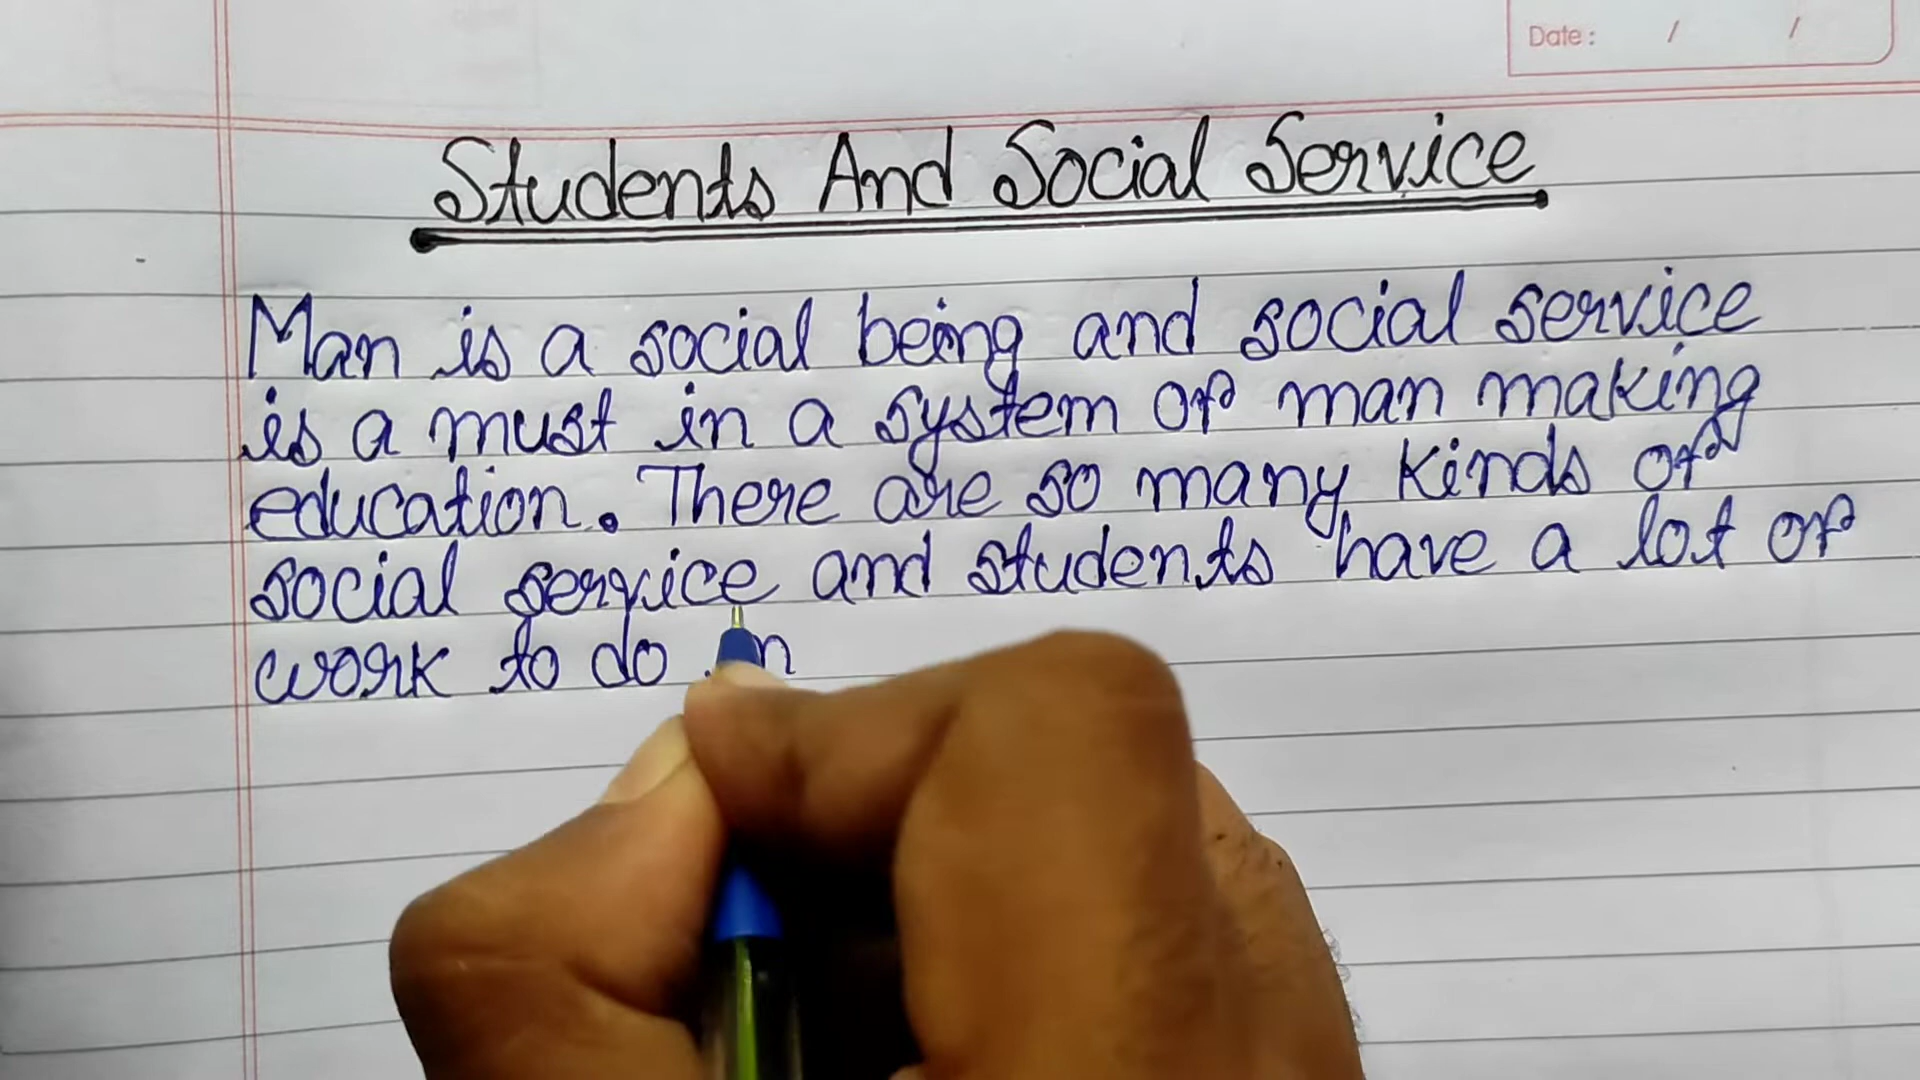 Date: / /
Students And Social Service
Man is a social being and social service
is a must in a system of man making
education. There are so many kinds of
social service and students have a lot of
work to do in